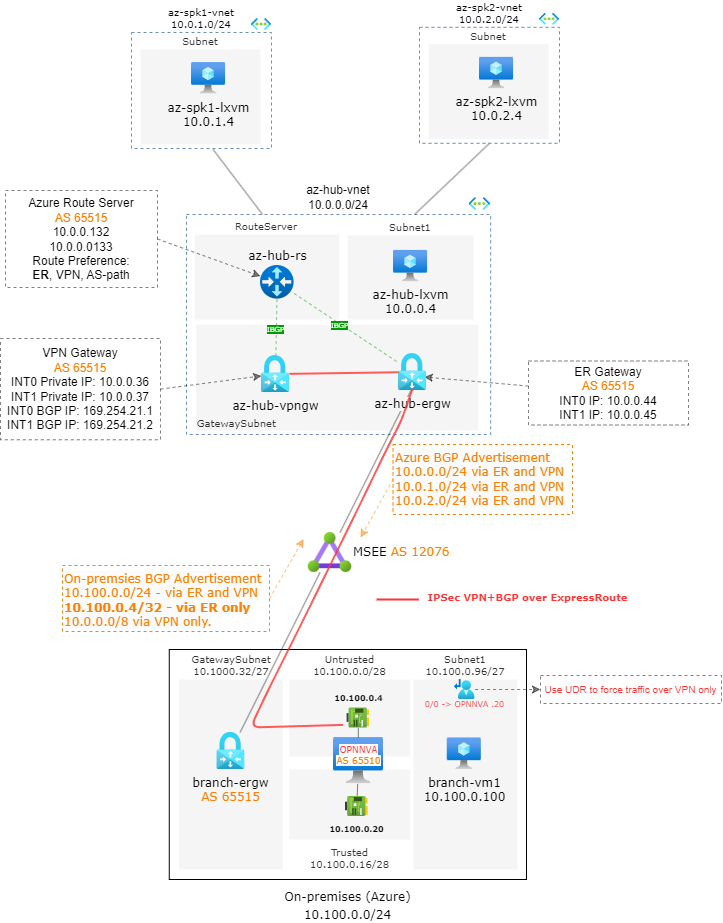 az-spk1-vnet
10.0.1.0/24
Subnet
az-spk1-lxvm
10.0.1.4
az-spk2-vnet
10.0.2.0/24
Subnet
az-spk2-lxvm
10.0.2.4
az-hub-vnet
10.0.0.0/24
Azure Route Server
AS 65515
10.0.0.132
10.0.0.0133
Route Preference:
ER, VPN, AS-path
RouteServer
az-hub-rs
Subnet1
az-hub-lxvm
10.0.0.4
IBGP
IBGP
VPN Gateway
AS 65515
INT0 Private IP: 10.0.0.36
INT1 Private IP: 10.0.0.37
INT0 BGP IP: 169.254.21.1
INT1 BGP IP: 169.254.21.2
az-hub-vpngw
az-hub-ergw
GatewaySubnet
ER Gateway
AS 65515
INT0 IP: 10.0.0.44
INT1 IP: 10.0.0.45
Azure BGP Advertisement
10.0.0.0/24 via ER and VPN
10.0.1.0/24 via ER and VPN
10.0.2.0/24 via ER and VPN
MSEE AS 12076
On-premsies BGP Advertisement
10.100.0.0/24 - via ER and VPN
10.100.0.4/32 - via ER only
10.0.0.0/8 via VPN only.
IPSec VPN+BGP over ExpressRoute
GatewaySubnet
10.1000.32/27
Untrusted
10.100.0.0/28
Subnet1
10.100.0.96/27
10.100.0.4
0/0 -> OPNNVA .20
Use UDR to force traffic over VPN only
OPNNVA
AS 65510
branch-ergw
AS 65515
branch-vm1
10.100.0.100
10.100.0.20
Trusted
10.100.0.16/28
On-premises (Azure)
10.100.0.0/24